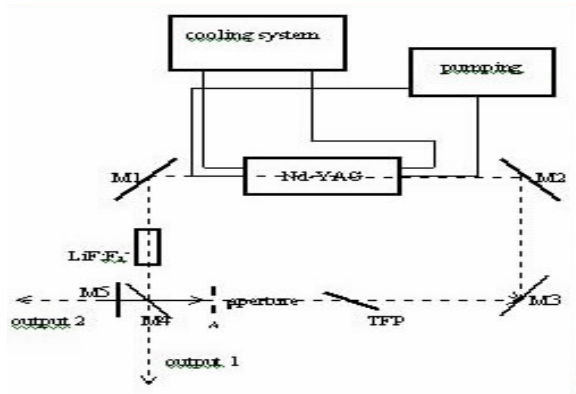 cooling system
pumping
M1
Nd-YAG
M2
LiF:F₂⁻
M5
M4
aperture
A
TFP
M3
output 2
output 1